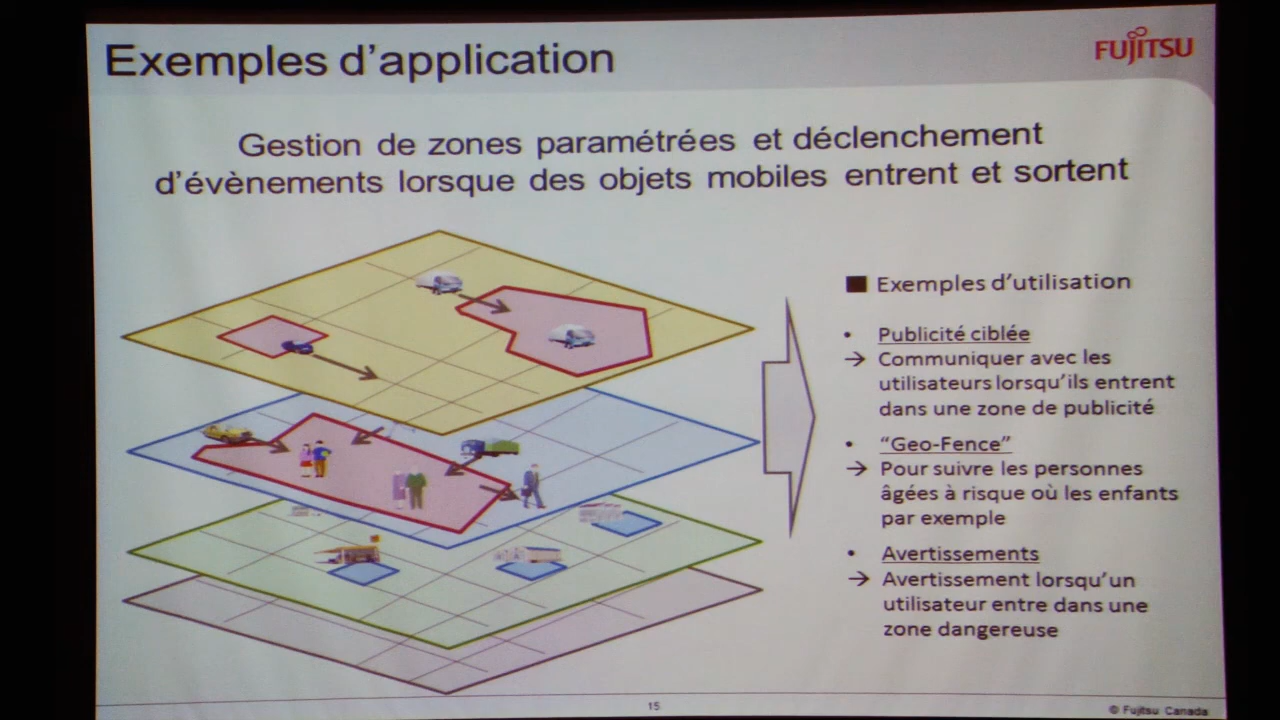 Exemples d'application
FUJITSU
Gestion de zones paramétrées et déclenchement
d'évènements lorsque des objets mobiles entrent et sortent
Exemples d'utilisation
• Publicité ciblée
→ Communiquer avec les
utilisateurs lorsqu'ils entrent
dans une zone de publicité
• “Geo-Fence”
→ Pour suivre les personnes
âgées à risque où les enfants
par exemple
• Avertissements
→ Avertissement lorsqu'un
utilisateur entre dans une
zone dangereuse
15
© Fujitsu Canada